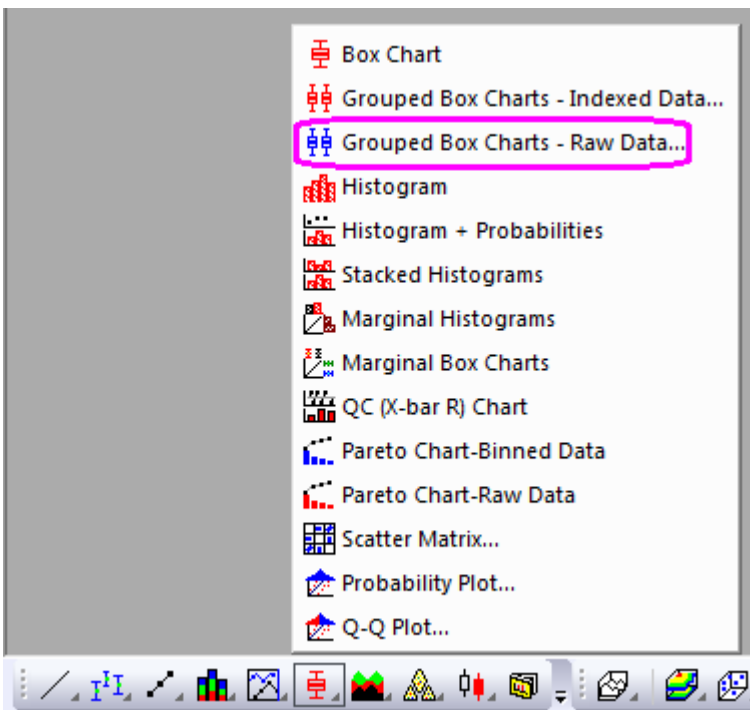 Box Chart
Grouped Box Charts - Indexed Data...
Grouped Box Charts - Raw Data...
Histogram
Histogram + Probabilities
Stacked Histograms
Marginal Histograms
Marginal Box Charts
QC (X-bar R) Chart
Pareto Chart-Binned Data
Pareto Chart-Raw Data
Scatter Matrix...
Probability Plot...
Q-Q Plot...